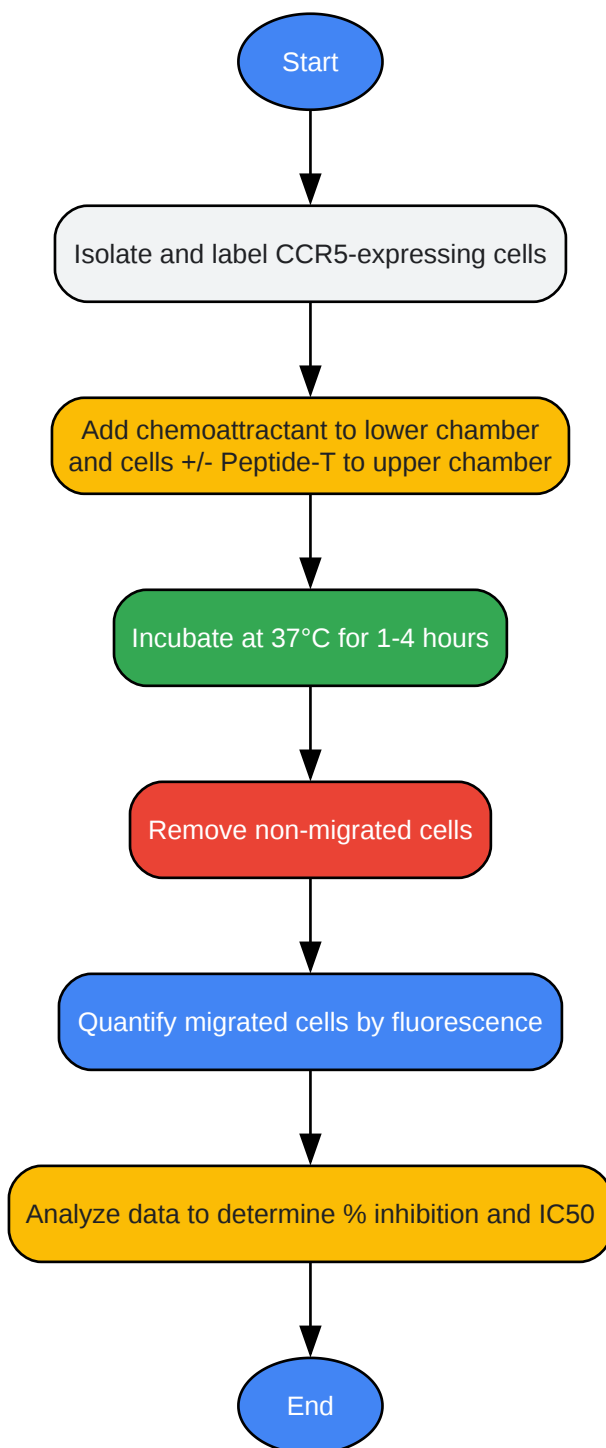 Start
Isolate and label CCR5-expressing cells
Add chemoattractant to lower chamber
and cells +/- Peptide-T to upper chamber
Incubate at 37°C for 1-4 hours
Remove non-migrated cells
Quantify migrated cells by fluorescence
Analyze data to determine % inhibition and IC50
End